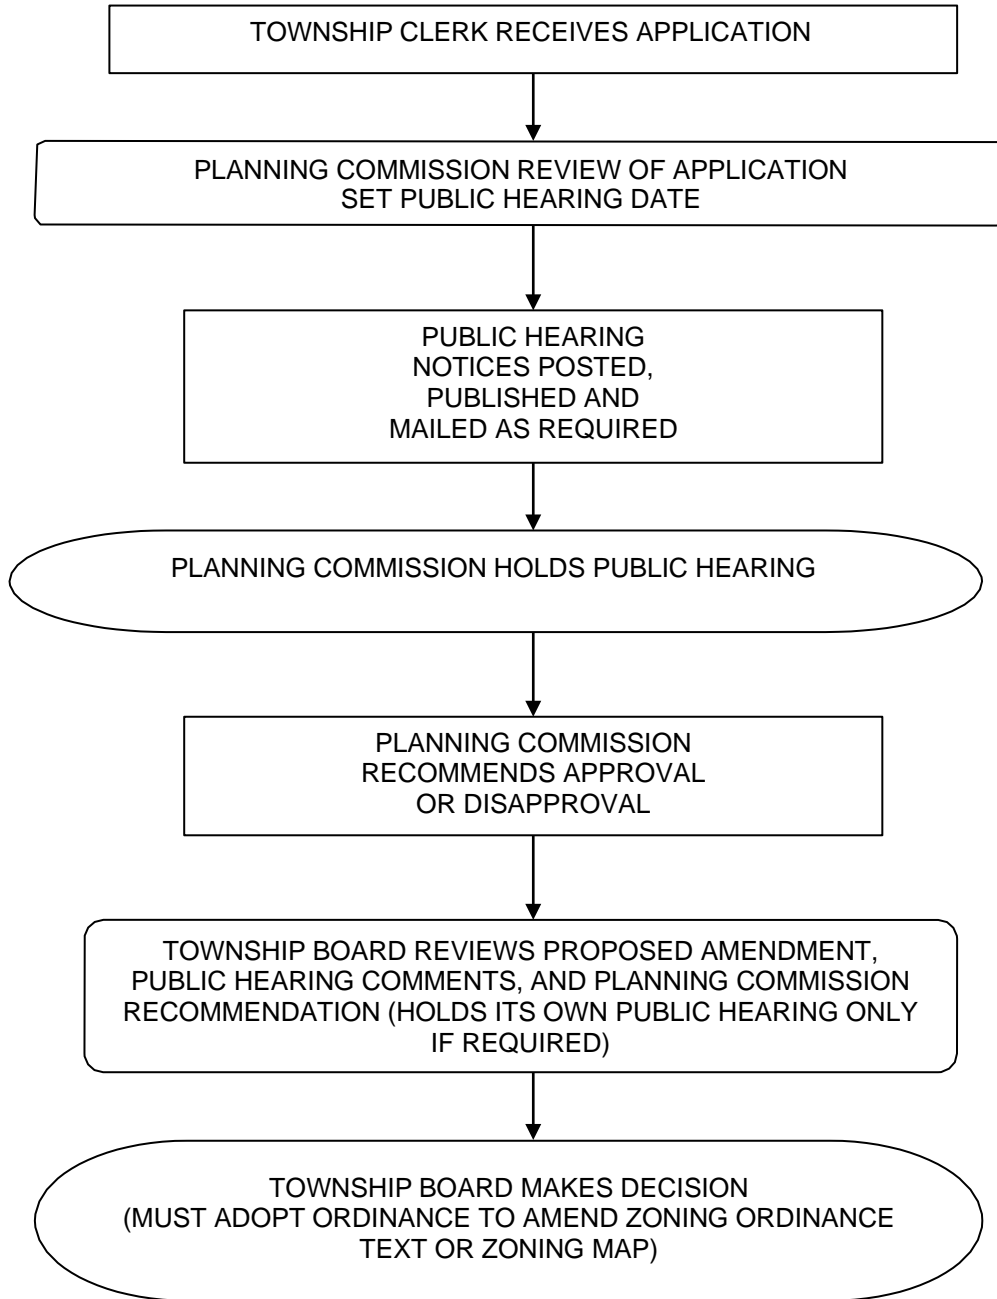 TOWNSHIP CLERK RECEIVES APPLICATION
PLANNING COMMISSION REVIEW OF APPLICATION
SET PUBLIC HEARING DATE
PUBLIC HEARING
NOTICES POSTED,
PUBLISHED AND
MAILED AS REQUIRED
PLANNING COMMISSION HOLDS PUBLIC HEARING
PLANNING COMMISSION
RECOMMENDS APPROVAL
OR DISAPPROVAL
TOWNSHIP BOARD REVIEWS PROPOSED AMENDMENT,
PUBLIC HEARING COMMENTS, AND PLANNING COMMISSION
RECOMMENDATION (HOLDS ITS OWN PUBLIC HEARING ONLY
IF REQUIRED)
TOWNSHIP BOARD MAKES DECISION
(MUST ADOPT ORDINANCE TO AMEND ZONING ORDINANCE
TEXT OR ZONING MAP)